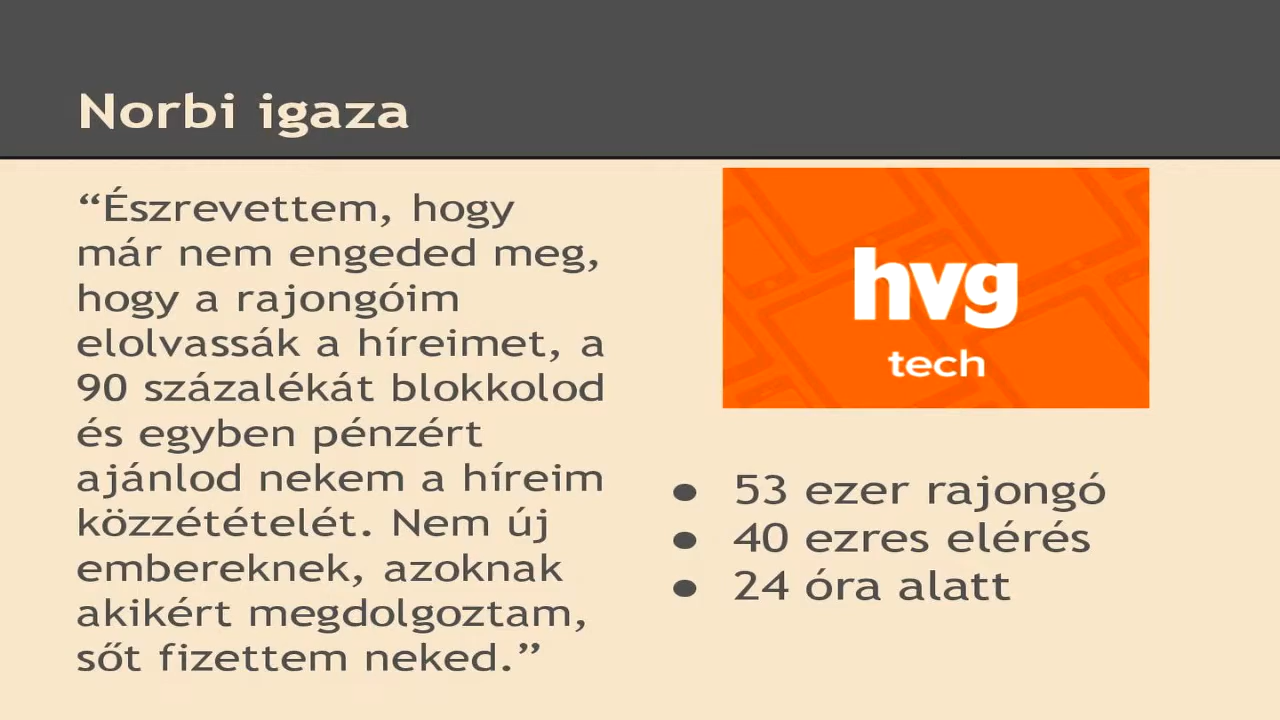 Norbi igaza
“Észrevettem, hogy
már nem engeded meg,
hogy a rajongóim
elolvassák a híreimet, a
90 százalékát blokkolod
és egyben pénzért
ajánlod nekem a híreim
közzétételét. Nem új
embereknek, azoknak
akikért megdolgoztam,
sőt fizettem neked.”
hvg
tech
● 53 ezer rajongó
● 40 ezres elérés
● 24 óra alatt